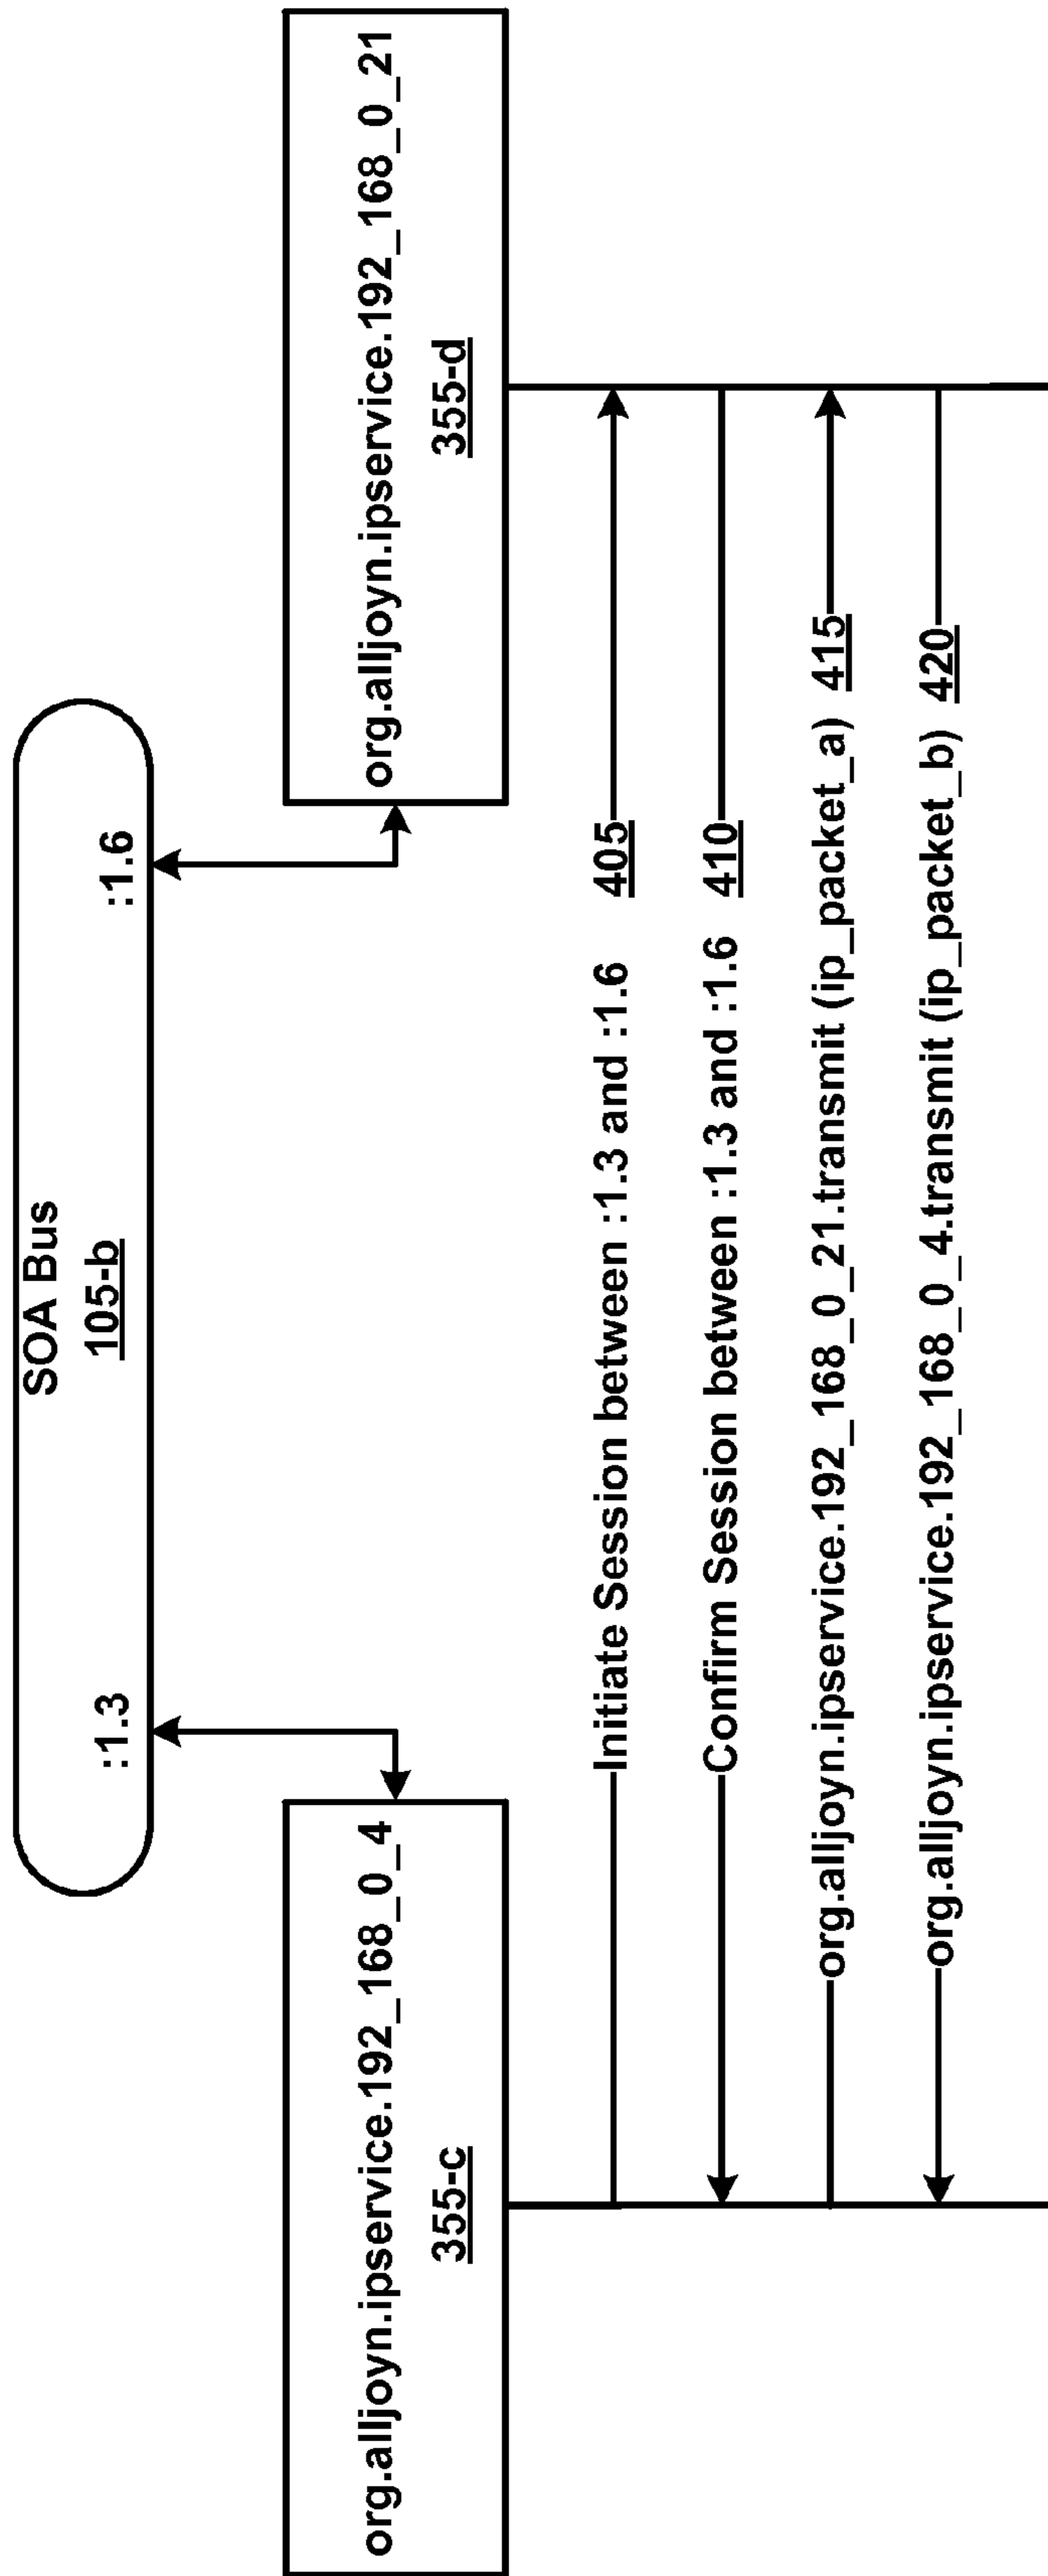 SOA Bus
105-b
:1.3
:1.6
org.alljoyn.ipservice.192_168_0_4
355-c
org.alljoyn.ipservice.192_168_0_21
355-d
Initiate Session between :1.3 and :1.6 405
Confirm Session between :1.3 and :1.6 410
org.alljoyn.ipservice.192_168_0_21.transmit (ip_packet_a) 415
org.alljoyn.ipservice.192_168_0_4.transmit (ip_packet_b) 420